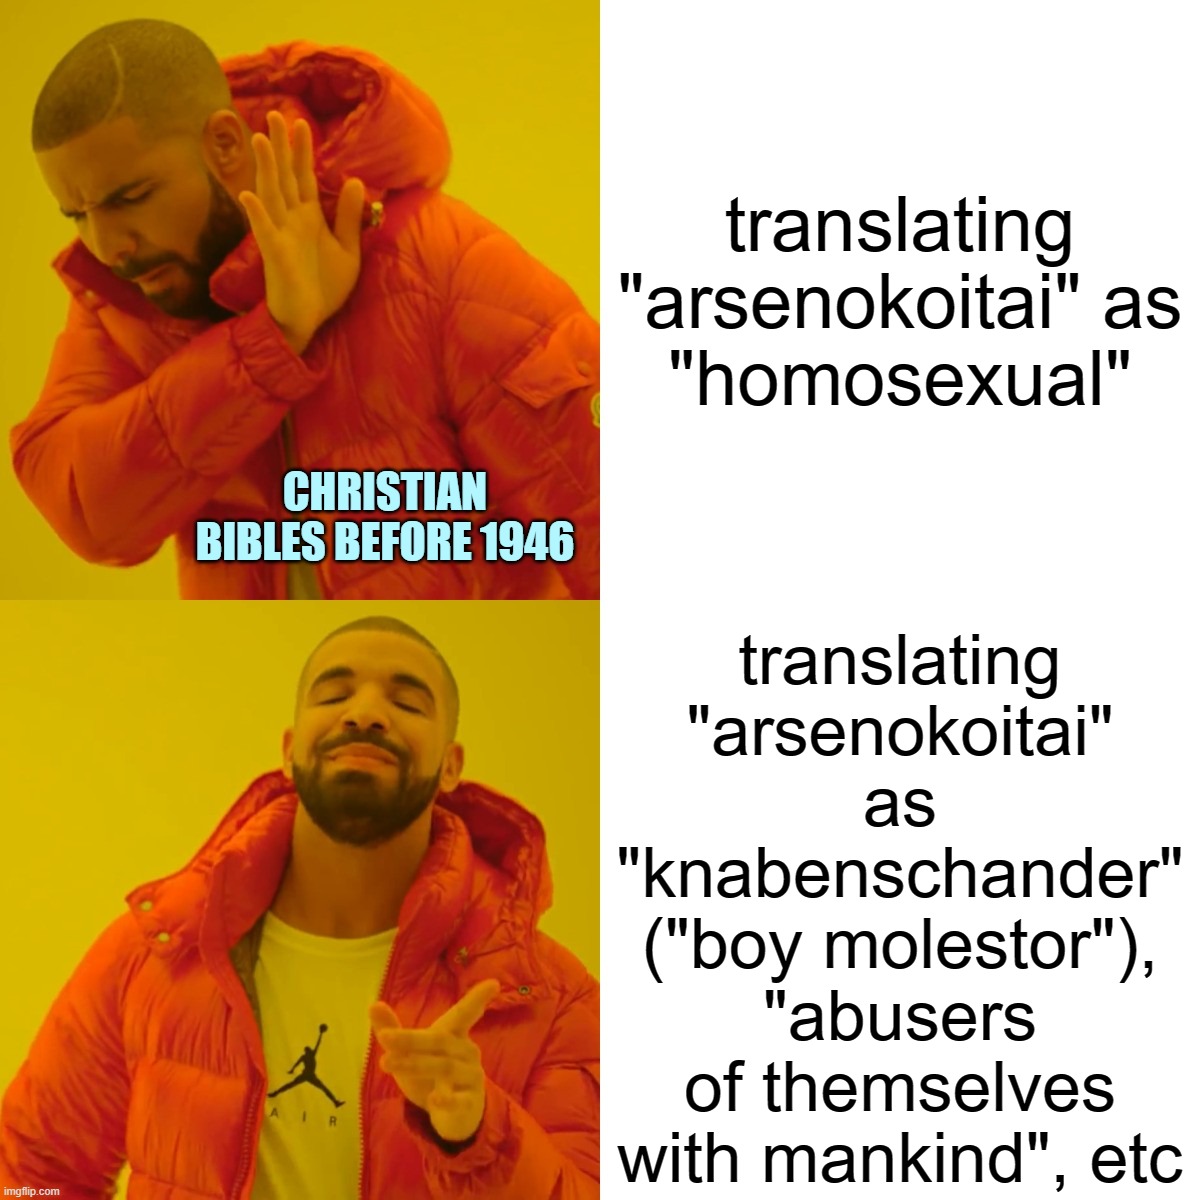 translating
"arsenokoitai" as
"homosexual"
CHRISTIAN
BIBLES BEFORE 1946
translating
"arsenokoitai"
as
"knabenschander"
("boy molestor"),
"abusers
of themselves
with mankind", etc
A I R
imgflip.com